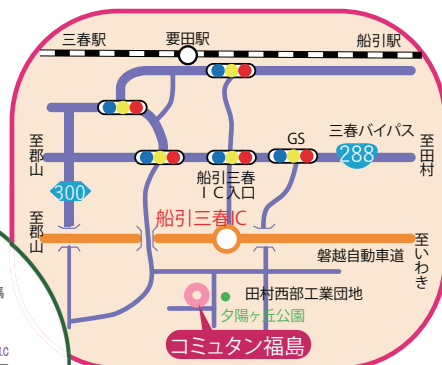 三春駅
要田駅
船引駅
三春バイパス
GS
288
至郡山
至田村
船引三春
ＩＣ入口
300
船引三春IC
至郡山
磐越自動車道
至いわき
田村西部工業団地
夕陽ヶ丘公園
コミュタン福島
IC